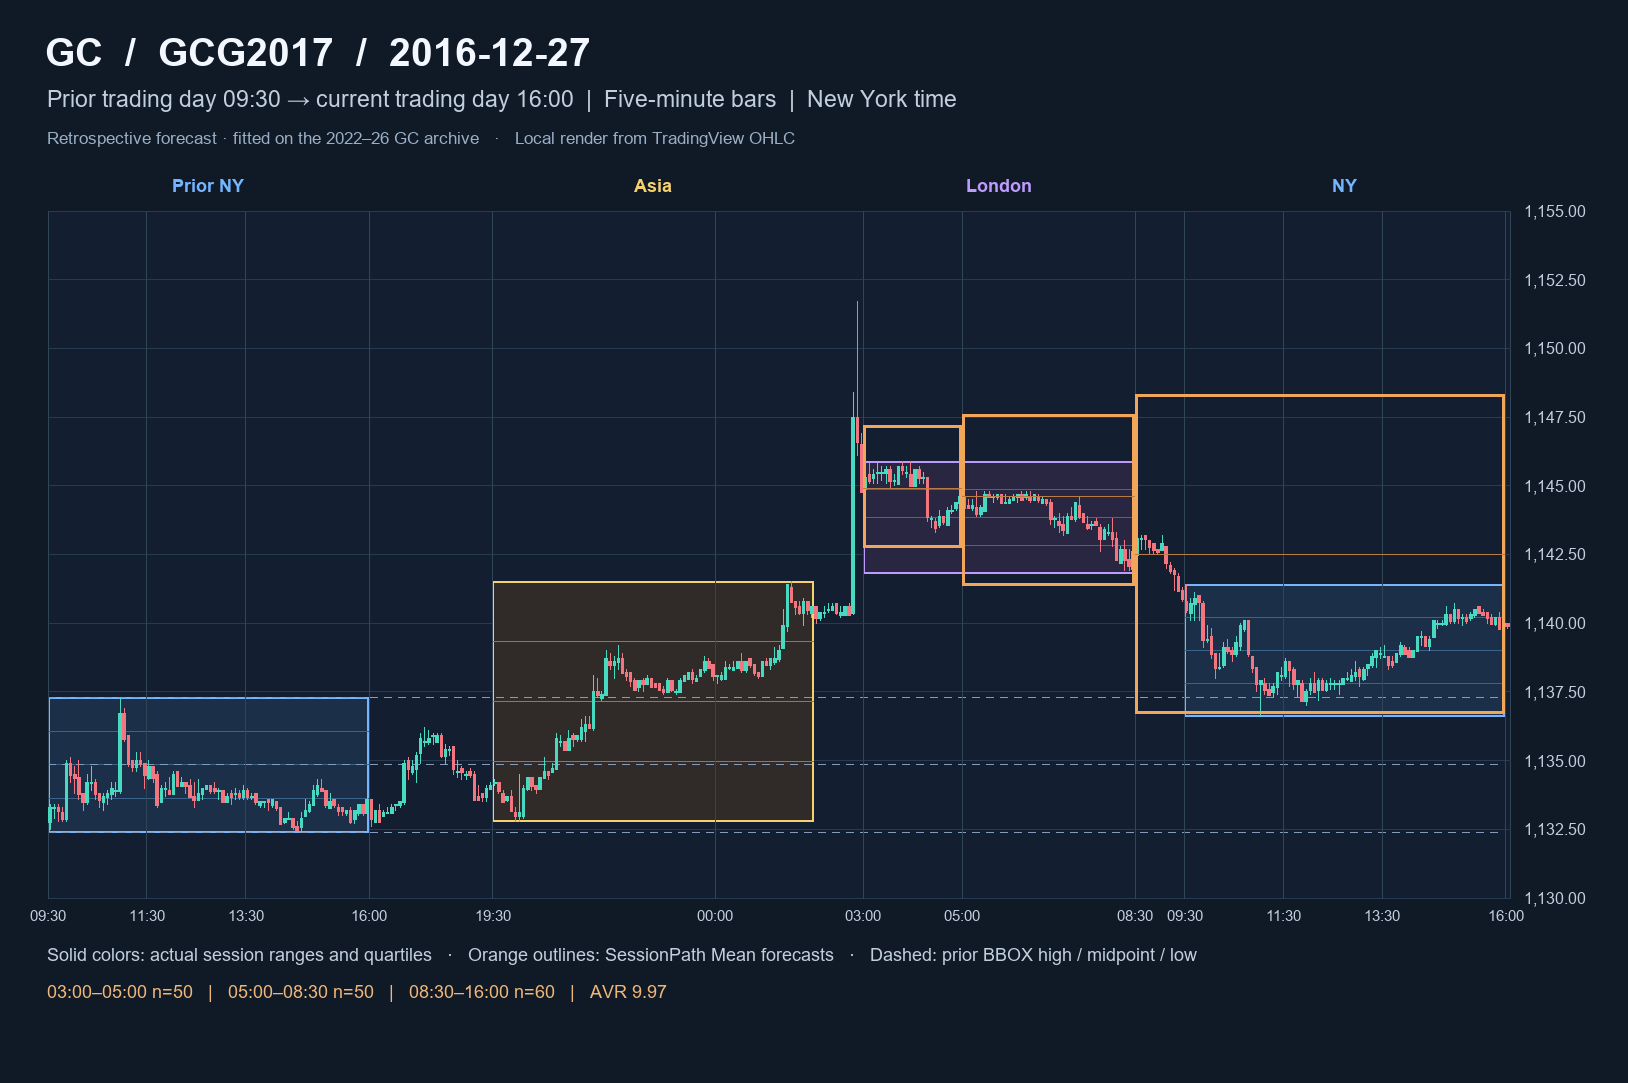 GC / GCG2017 / 2016-12-27
Prior trading day 09:30 → current trading day 16:00 | Five-minute bars | New York time
Retrospective forecast · fitted on the 2022–26 GC archive · Local render from TradingView OHLC
Prior NY Asia London NY
1,155.00
1,152.50
1,150.00
1,147.50
1,145.00
1,142.50
1,140.00
1,137.50
1,135.00
1,132.50
1,130.00
09:30 11:30 13:30 16:00 19:30 00:00 03:00 05:00 08:30 09:30 11:30 13:30 16:00
Solid colors: actual session ranges and quartiles · Orange outlines: SessionPath Mean forecasts · Dashed: prior BBOX high / midpoint / low
03:00–05:00 n=50 | 05:00–08:30 n=50 | 08:30–16:00 n=60 | AVR 9.97